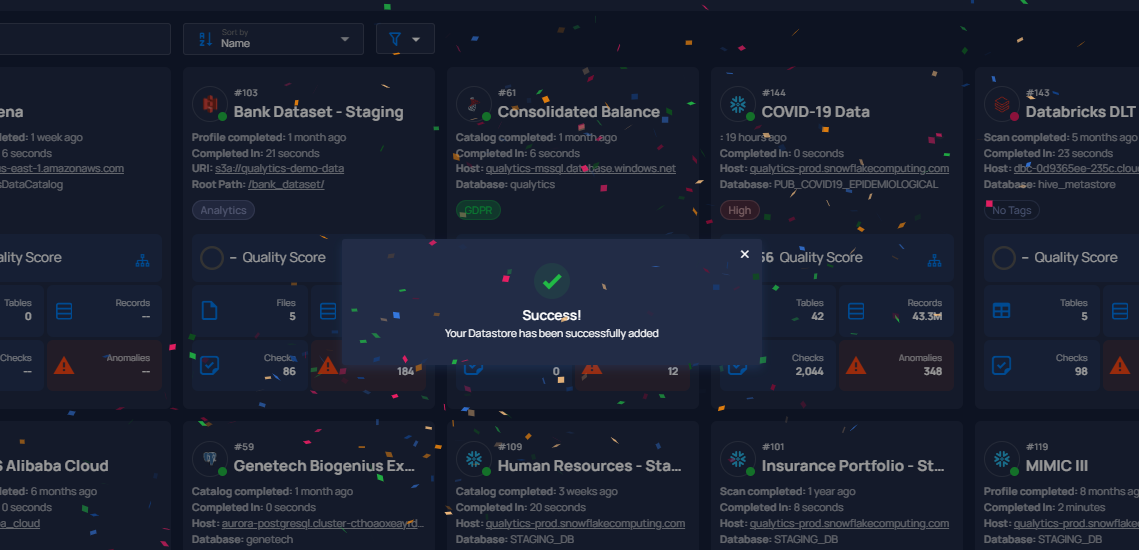 Sort by
Name
ena
#103
Bank Dataset - Staging
#61
Consolidated Balance
#144
COVID-19 Data
#143
Databricks DLT
leted: 1 week ago
6 seconds
s-east-1.amazonaws.com
sDataCatalog
Profile completed: 1 month ago
Completed In: 21 seconds
URI: s3a://qualytics-demo-data
Root Path: /bank_dataset/
Analytics
Catalog completed: 1 month ago
Completed In: 6 seconds
Host: qualytics-mssql.database.windows.net
Database: qualytics
GDPR
: 19 hours ago
Completed In: 0 seconds
Host: qualytics-prod.snowflakecomputing.com
Database: PUB_COVID19_EPIDEMIOLOGICAL
High
Scan completed: 5 months ago
Completed In: 23 seconds
Host: dbc-0d9365ee-235c.cloud
Database: hive_metastore
No Tags
ality Score
– Quality Score
56 Quality Score
– Quality Score
Tables
0
Records
--
Files
5
Tables
42
Records
43.3M
Tables
5
Checks
--
Anomalies
--
Checks
86
184
0
12
Checks
2,044
Anomalies
348
Checks
98
Success!
Your Datastore has been successfully added
S Alibaba Cloud
#59
Genetech Biogenius Ex...
#109
Human Resources - Sta...
#101
Insurance Portfolio - St...
#119
MIMIC III
leted: 6 months ago
0 seconds
ba_cloud
Catalog completed: 1 month ago
Completed In: 0 seconds
Host: aurora-postgresql.cluster-cthoaoxeayrd...
Database: genetech
Catalog completed: 3 weeks ago
Completed In: 20 seconds
Host: qualytics-prod.snowflakecomputing.com
Database: STAGING_DB
Scan completed: 1 year ago
Completed In: 8 seconds
Host: qualytics-prod.snowflakecomputing.com
Database: STAGING_DB
Profile completed: 8 months ago
Completed In: 2 minutes
Host: qualytics-prod.snowflakecomputing
Database: STAGING_DB